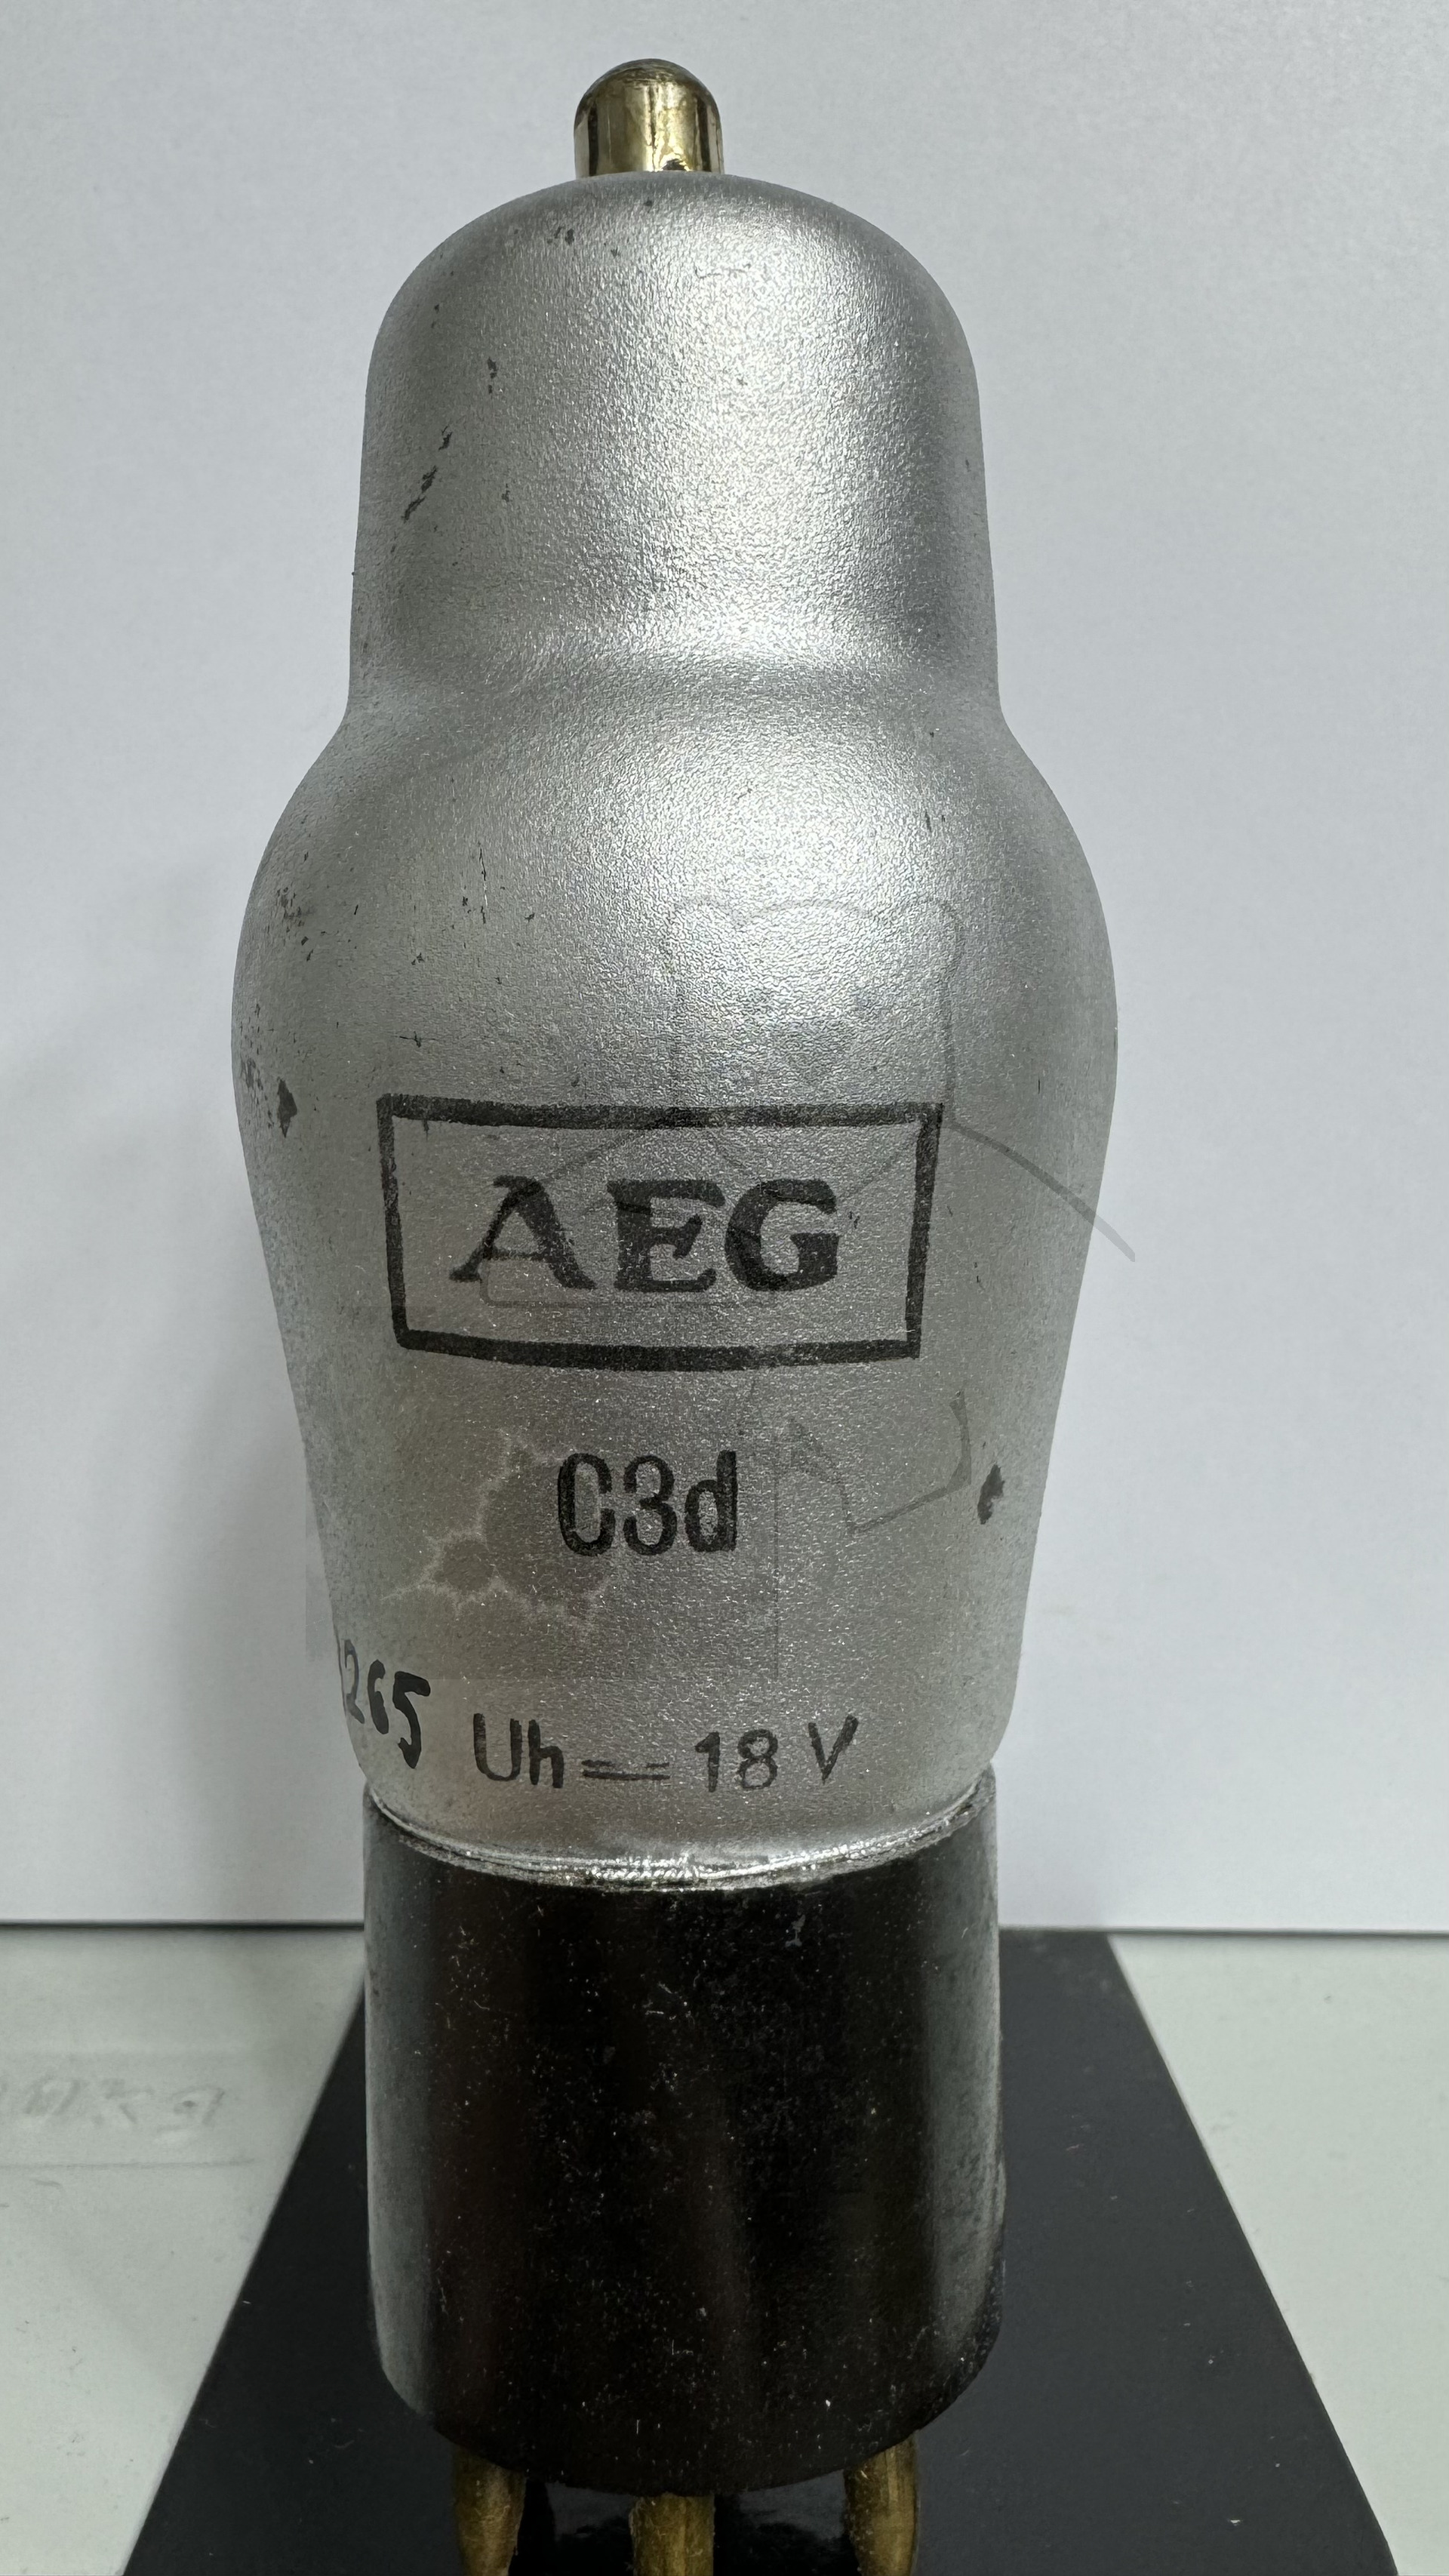 AEG
C3d
265
Uh = 18 V